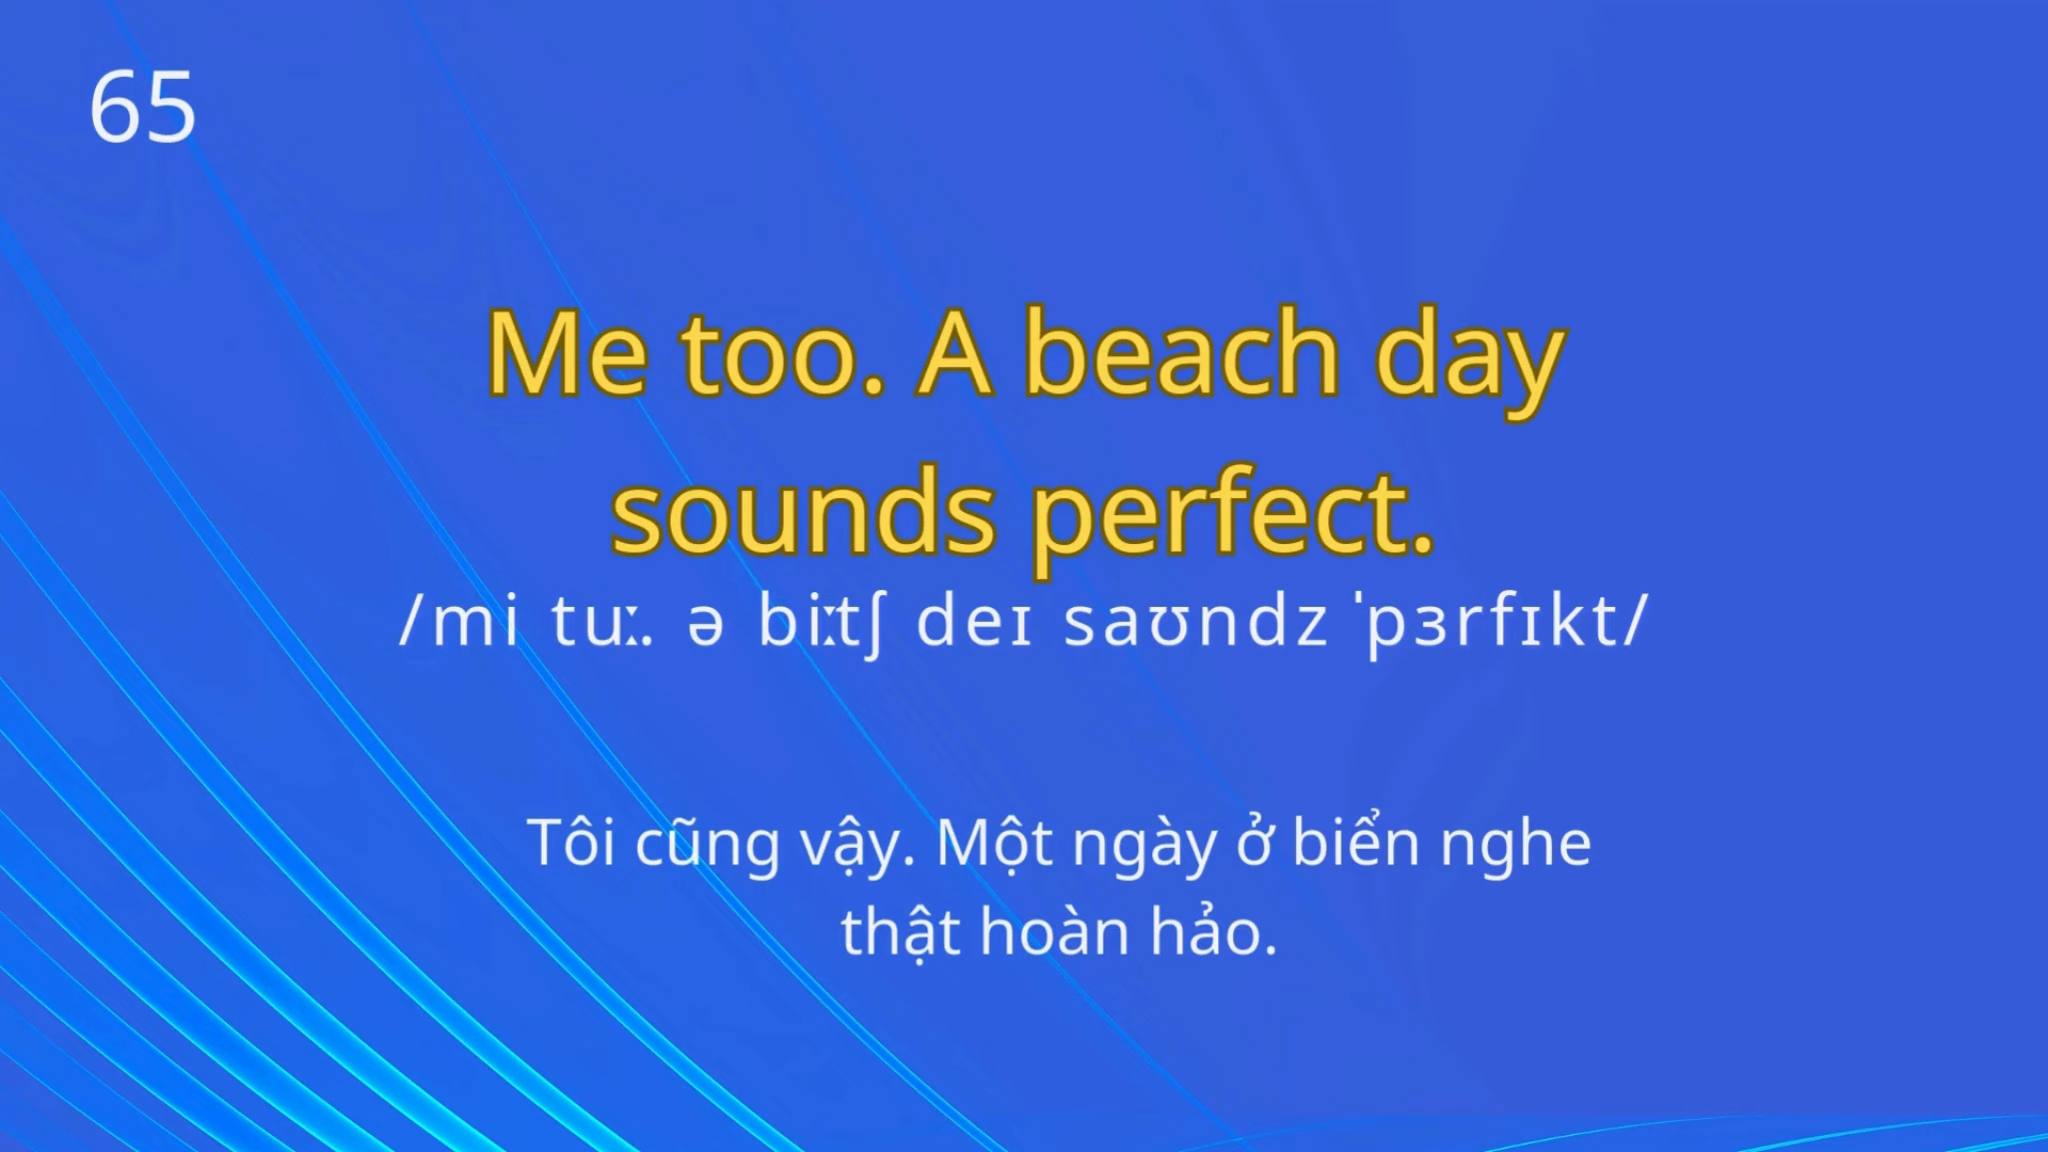 65
Me too. A beach day
sounds perfect.
/mi tuː. ə biːtʃ deɪ saʊndz ˈpɜrfɪkt/
Tôi cũng vậy. Một ngày ở biển nghe
thật hoàn hảo.